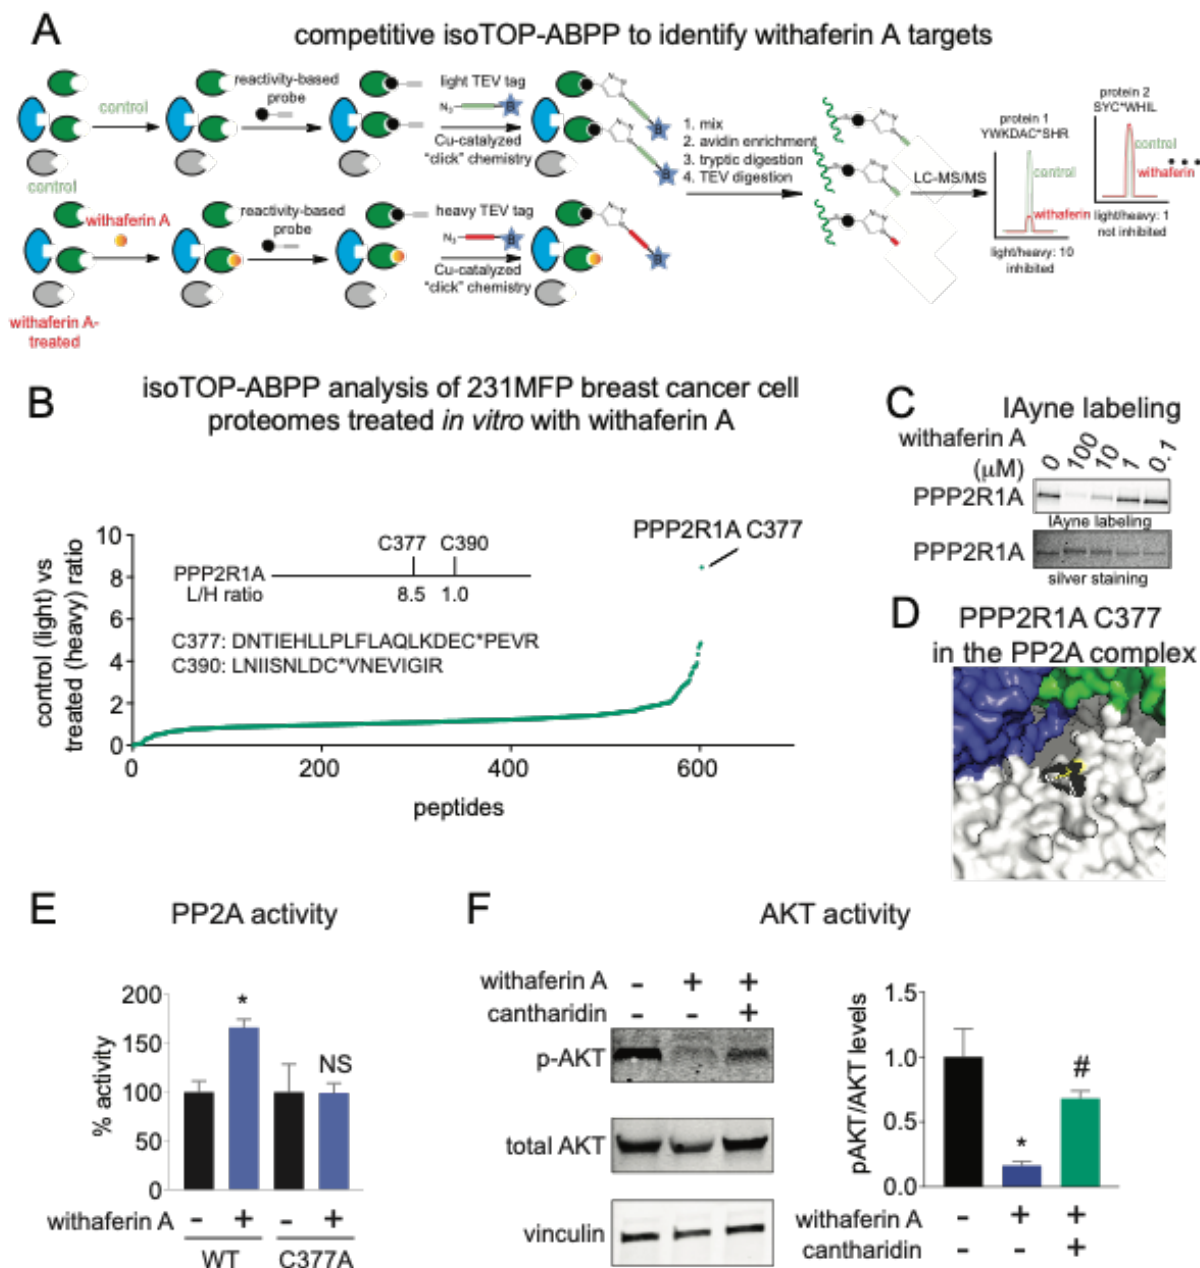 A
competitive isoTOP-ABPP to identify withaferin A targets
control
reactivity-based
probe
light TEV tag
N3
Cu-catalyzed
"click" chemistry
B
B
1. mix
2. avidin enrichment
3. tryptic digestion
4. TEV digestion
LC-MS/MS
protein 1
YWKDAC*SHR
control
withaferin
light/heavy: 10
inhibited
protein 2
SYC*WHIL
control
withaferin
light/heavy: 1
not inhibited
control
withaferin A
reactivity-based
probe
heavy TEV tag
N3
B
Cu-catalyzed
"click" chemistry
B
withaferin A-
treated
B
isoTOP-ABPP analysis of 231MFP breast cancer cell
proteomes treated in vitro with withaferin A
control (light) vs
treated (heavy) ratio
10
8
6
4
2
0
0
200
400
600
peptides
C377 C390
PPP2R1A
L/H ratio 8.5 1.0
C377: DNTIEHLLPLFLAQLKDEC*PEVR
C390: LNIISNLDC*VNEVIGIR
PPP2R1A C377
C
IAyne labeling
withaferin A
(μM)
0 100 10 1 0.1
PPP2R1A
IAyne labeling
PPP2R1A
silver staining
D
PPP2R1A C377
in the PP2A complex
E
PP2A activity
% activity
200
150
100
50
0
*
NS
withaferin A - + - +
WT C377A
F
AKT activity
withaferin A - + +
cantharidin - - +
p-AKT
total AKT
vinculin
pAKT/AKT levels
1.5
1.0
0.5
0.0
*
#
withaferin A - + +
cantharidin - - +